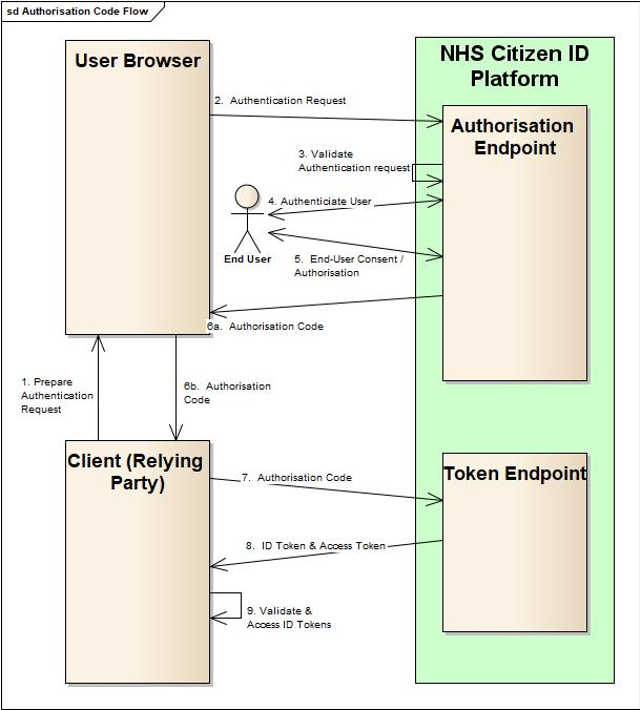 sd Authorisation Code Flow
User Browser
NHS Citizen ID
Platform
2. Authentication Request
Authorisation
Endpoint
3. Validate
Authentication request
4. Authenticiate User
End User
5. End-User Consent /
Authorisation
6a. Authorisation Code
1. Prepare
Authentication
Request
6b. Authorisation
Code
Client (Relying
Party)
7. Authorisation Code
Token Endpoint
8. ID Token & Access Token
9. Validate &
Access ID Tokens